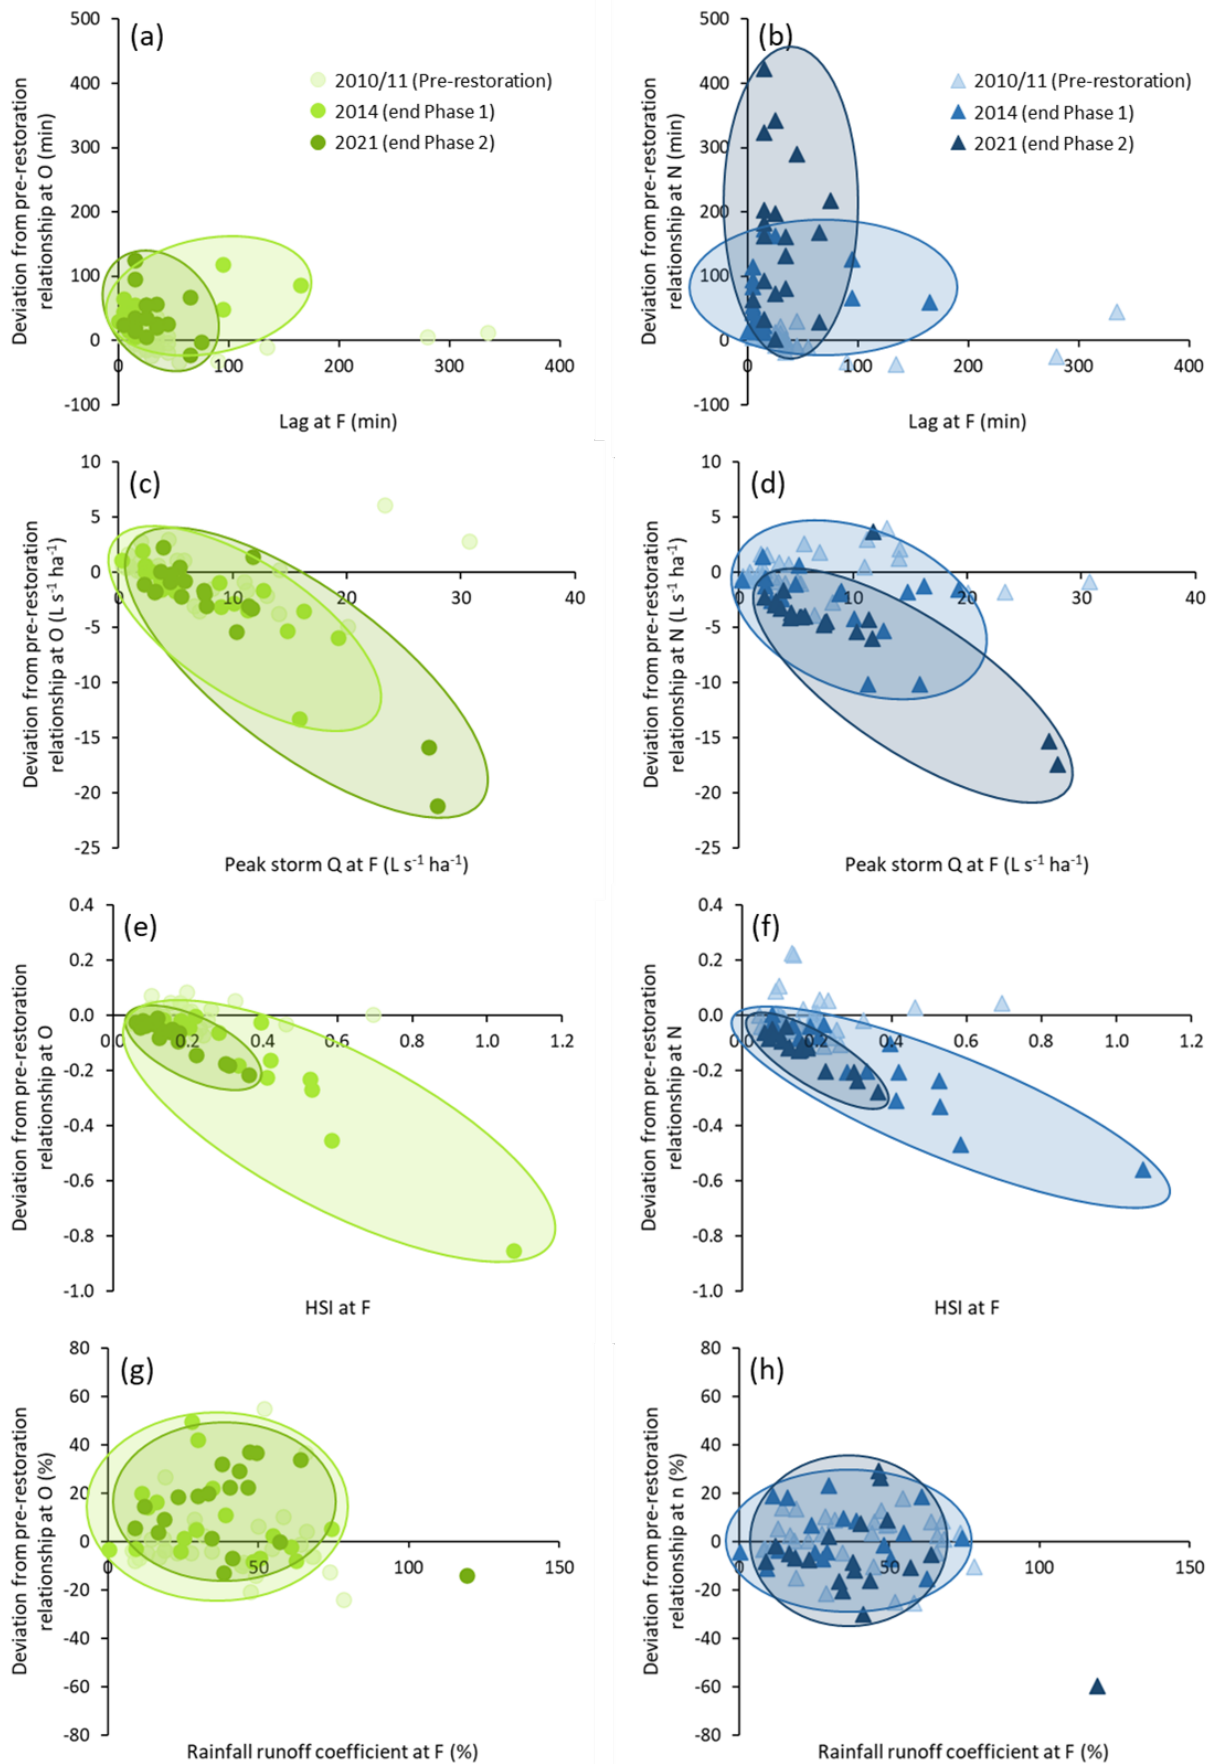 (a)
Deviation from pre-restoration
relationship at O (min)
500
400
300
200
100
0
-100
0
100
200
300
400
2010/11 (Pre-restoration)
2014 (end Phase 1)
2021 (end Phase 2)
Lag at F (min)
(b)
Deviation from pre-restoration
relationship at N (min)
500
400
300
200
100
0
-100
0
100
200
300
400
2010/11 (Pre-restoration)
2014 (end Phase 1)
2021 (end Phase 2)
Lag at F (min)
(c)
Deviation from pre-restoration
relationship at O (L s⁻¹ ha⁻¹)
10
5
0
-5
-10
-15
-20
-25
0
10
20
30
40
Peak storm Q at F (L s⁻¹ ha⁻¹)
(d)
Deviation from pre-restoration
relationship at N (L s⁻¹ ha⁻¹)
10
5
0
-5
-10
-15
-20
-25
0
10
20
30
40
Peak storm Q at F (L s⁻¹ ha⁻¹)
(e)
Deviation from pre-restoration
relationship at O
0.4
0.2
0.0
-0.2
-0.4
-0.6
-0.8
-1.0
0.0
0.2
0.4
0.6
0.8
1.0
1.2
HSI at F
(f)
Deviation from pre-restoration
relationship at N
0.4
0.2
0.0
-0.2
-0.4
-0.6
-0.8
-1.0
0.0
0.2
0.4
0.6
0.8
1.0
1.2
HSI at F
(g)
Deviation from pre-restoration
relationship at O (%)
80
60
40
20
0
-20
-40
-60
-80
0
50
100
150
Rainfall runoff coefficient at F (%)
(h)
Deviation from pre-restoration
relationship at n (%)
80
60
40
20
0
-20
-40
-60
-80
0
50
100
150
Rainfall runoff coefficient at F (%)